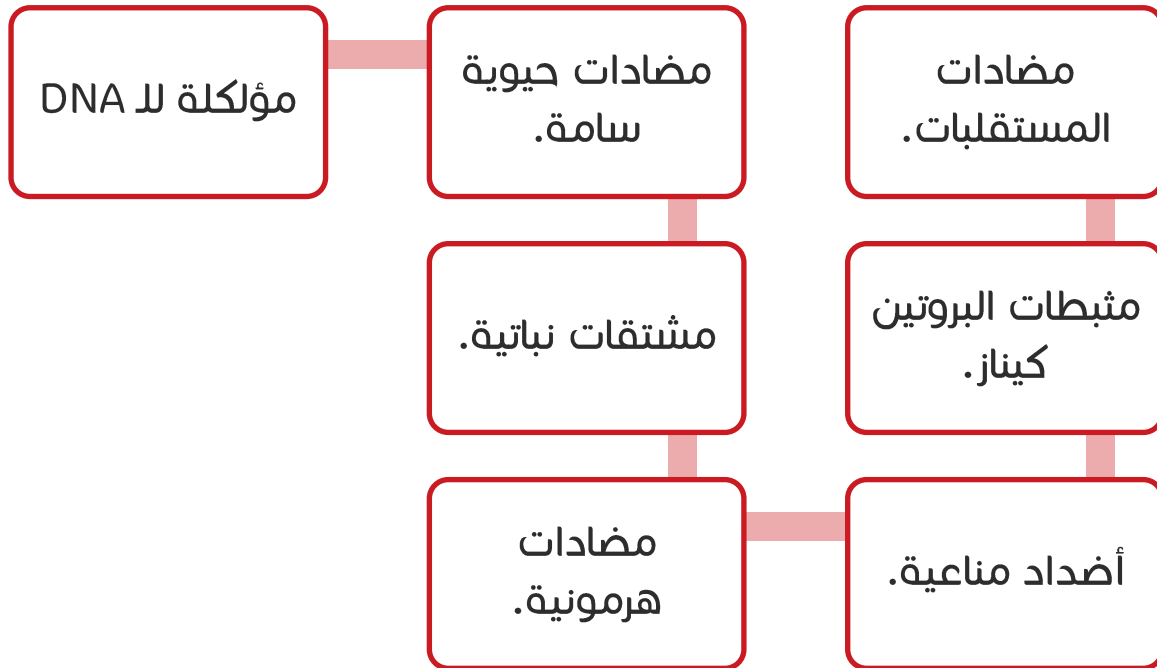 مضادات
المستقلبات.
مثبطات البروتين
كيناز.
أضداد مناعية.
مضادات
هرمونية.
مشتقات نباتية.
مضادات حيوية
سامة.
مؤلكلة للـ DNA